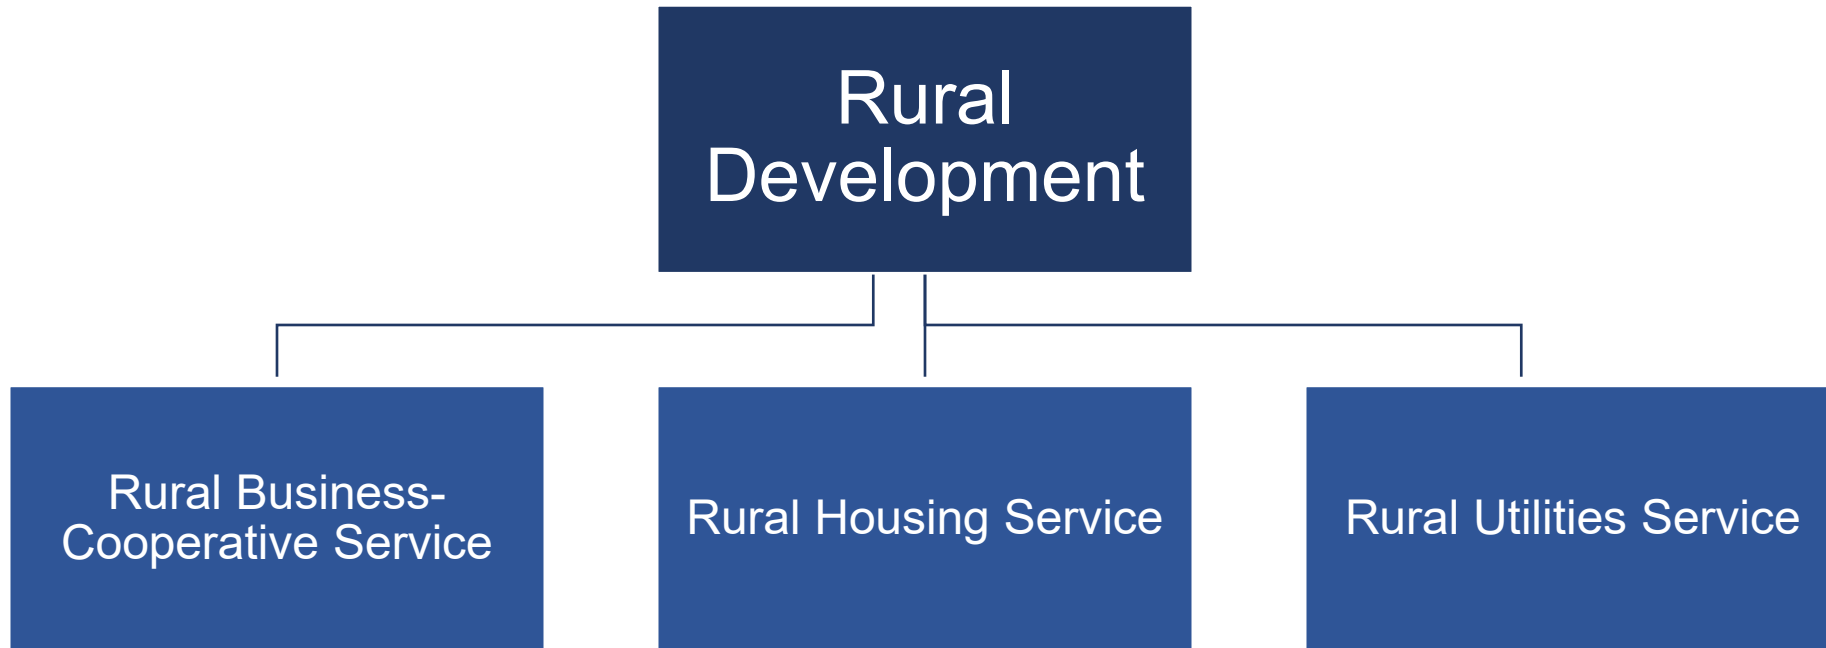 Rural
Development
Rural Business-
Cooperative Service
Rural Housing Service
Rural Utilities Service